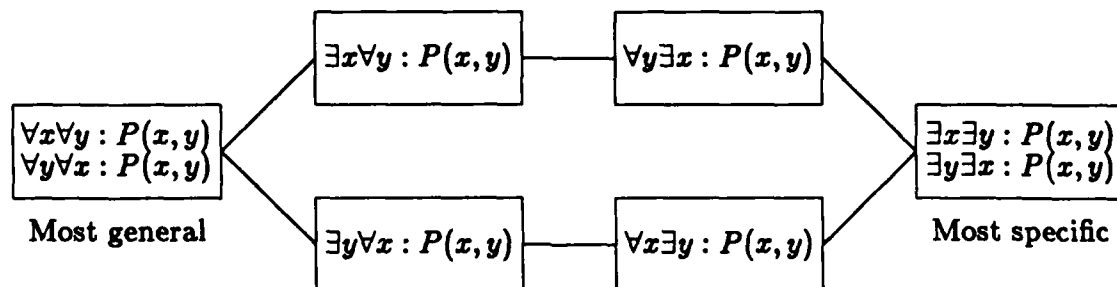 ∃x∀y : P(x, y)
∀y∃x : P(x, y)
∀x∀y : P(x, y)
∀y∀x : P(x, y)
Most general
∃x∃y : P(x, y)
∃y∃x : P(x, y)
Most specific
∃y∀x : P(x, y)
∀x∃y : P(x, y)